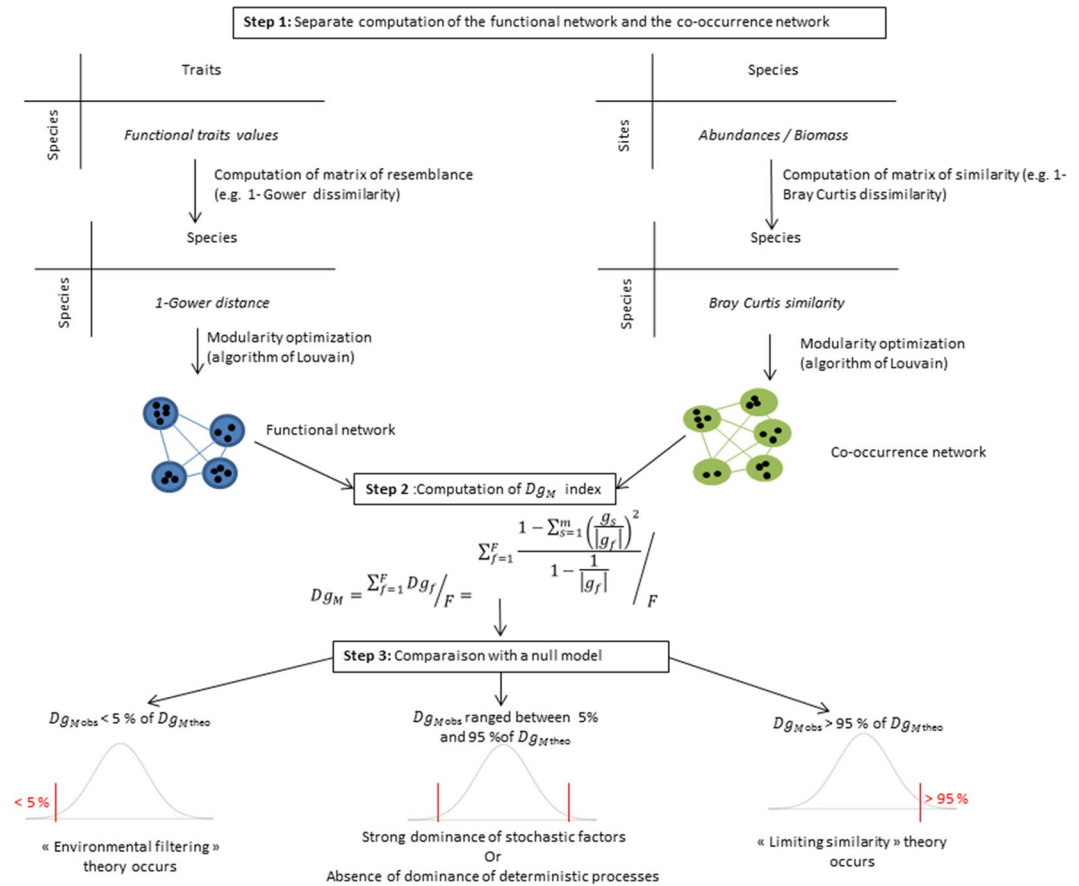 Step 1: Separate computation of the functional network and the co-occurrence network
Traits
Species
Functional traits values
Computation of matrix of resemblance
(e.g. 1-Gower dissimilarity)
Species
Species
1-Gower distance
Modularity optimization
(algorithm of Louvain)
Functional network
Species
Sites
Abundances / Biomass
Computation of matrix of similarity (e.g. 1-
Bray Curtis dissimilarity)
Species
Species
Bray Curtis similarity
Modularity optimization
(algorithm of Louvain)
Co-occurrence network
Step 2 :Computation of Dg_M index
Dg_M = Σ_{f=1}^{F} Dg_f / F = Σ_{f=1}^{F} (1 − Σ_{s=1}^{m} (g_s / |g_f|)^2) / (1 − 1 / |g_f|) / F
Step 3: Comparaison with a null model
Dg_{M obs} < 5 % of Dg_{M theo}
< 5 %
« Environmental filtering »
theory occurs
Dg_{M obs} ranged between 5%
and 95 %of Dg_{M theo}
Strong dominance of stochastic factors
Or
Absence of dominance of deterministic processes
Dg_{M obs} > 95 % of Dg_{M theo}
> 95 %
« Limiting similarity » theory
occurs